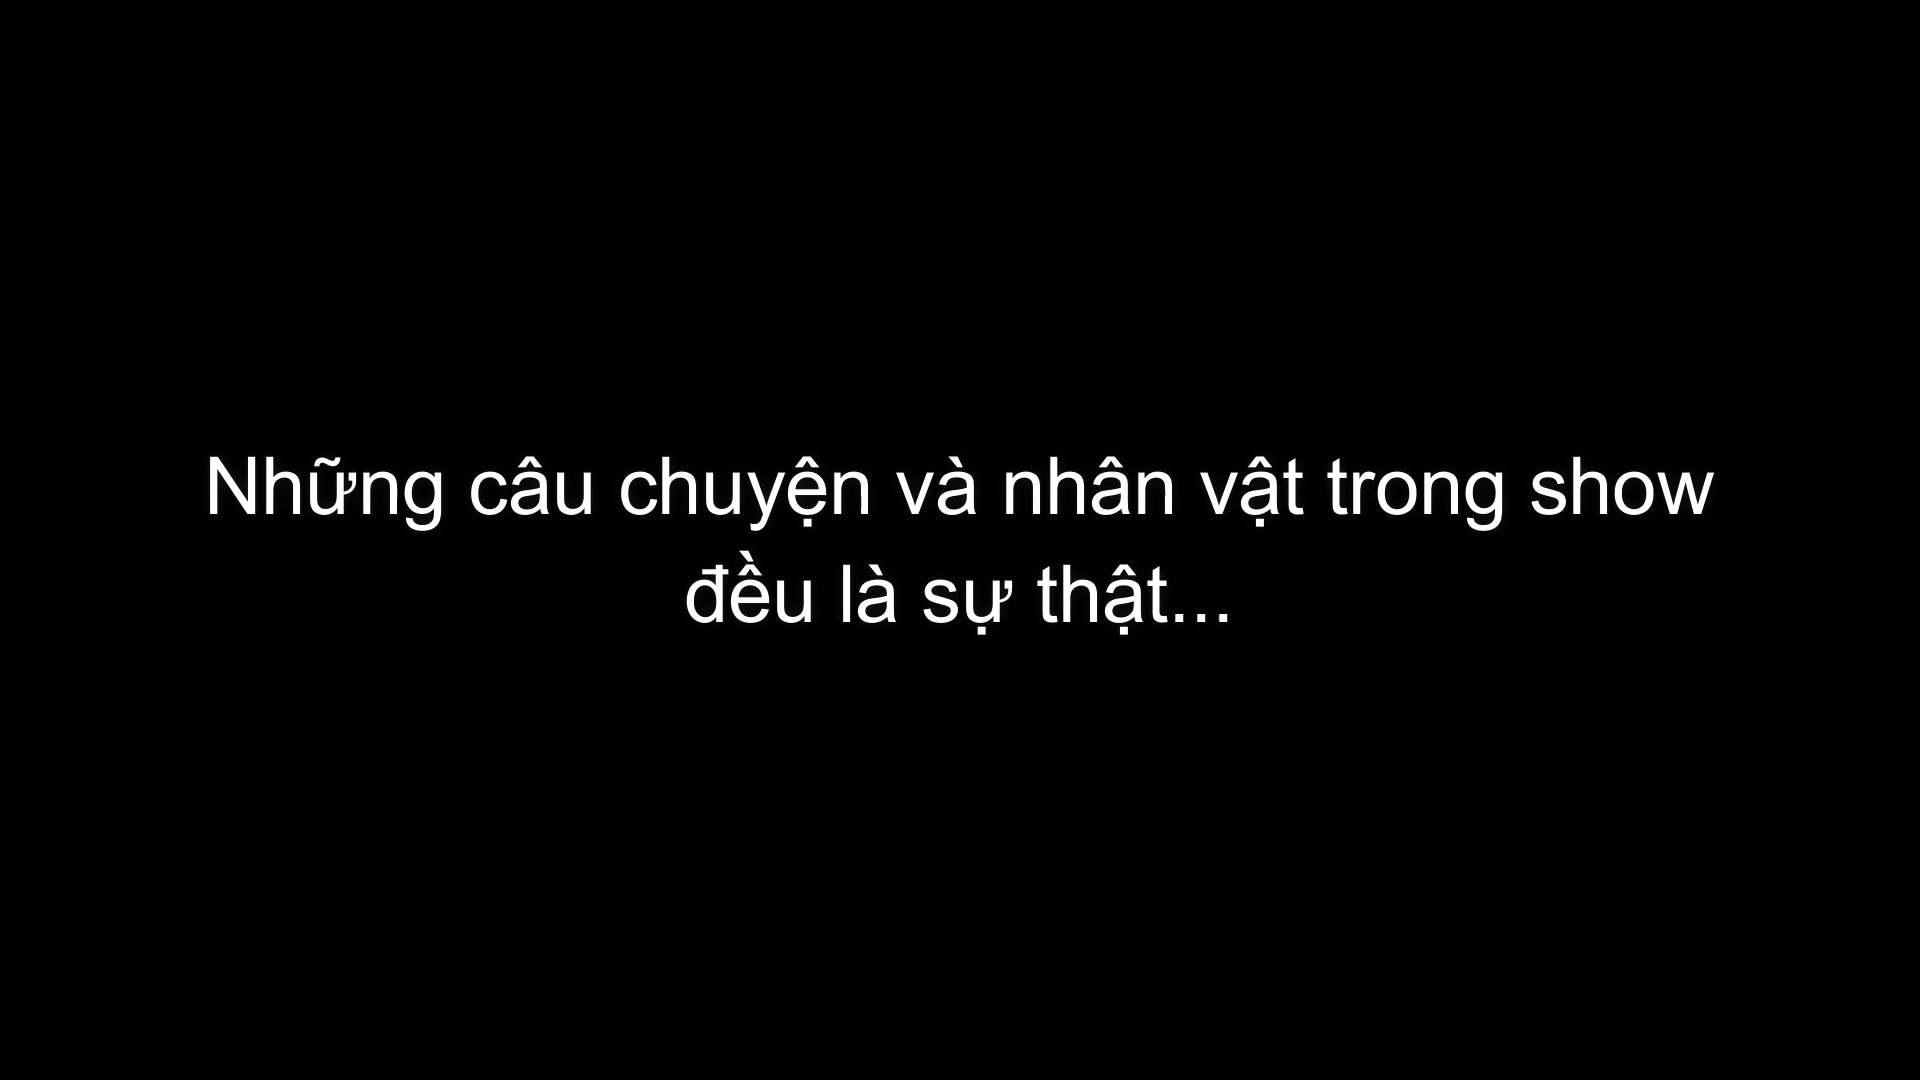 Những câu chuyện và nhân vật trong show
đều là sự thật...